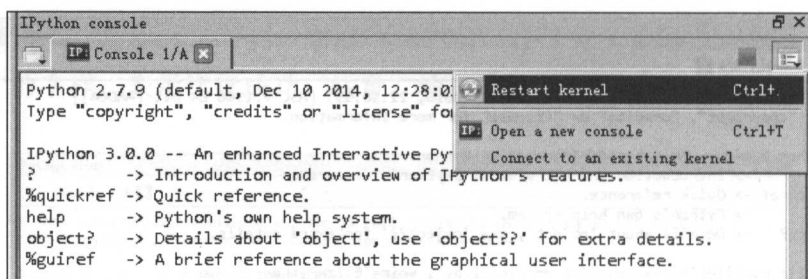 IPython console
IP: Console 1/A
Python 2.7.9 (default, Dec 10 2014, 12:28:0
Type "copyright", "credits" or "license" fo
Restart kernel Ctrl+.
IP: Open a new console Ctrl+T
Connect to an existing kernel
IPython 3.0.0 -- An enhanced Interactive Py
? -> Introduction and overview of IPython's features.
%quickref -> Quick reference.
help -> Python's own help system.
object? -> Details about 'object', use 'object??' for extra details.
%guiref -> A brief reference about the graphical user interface.